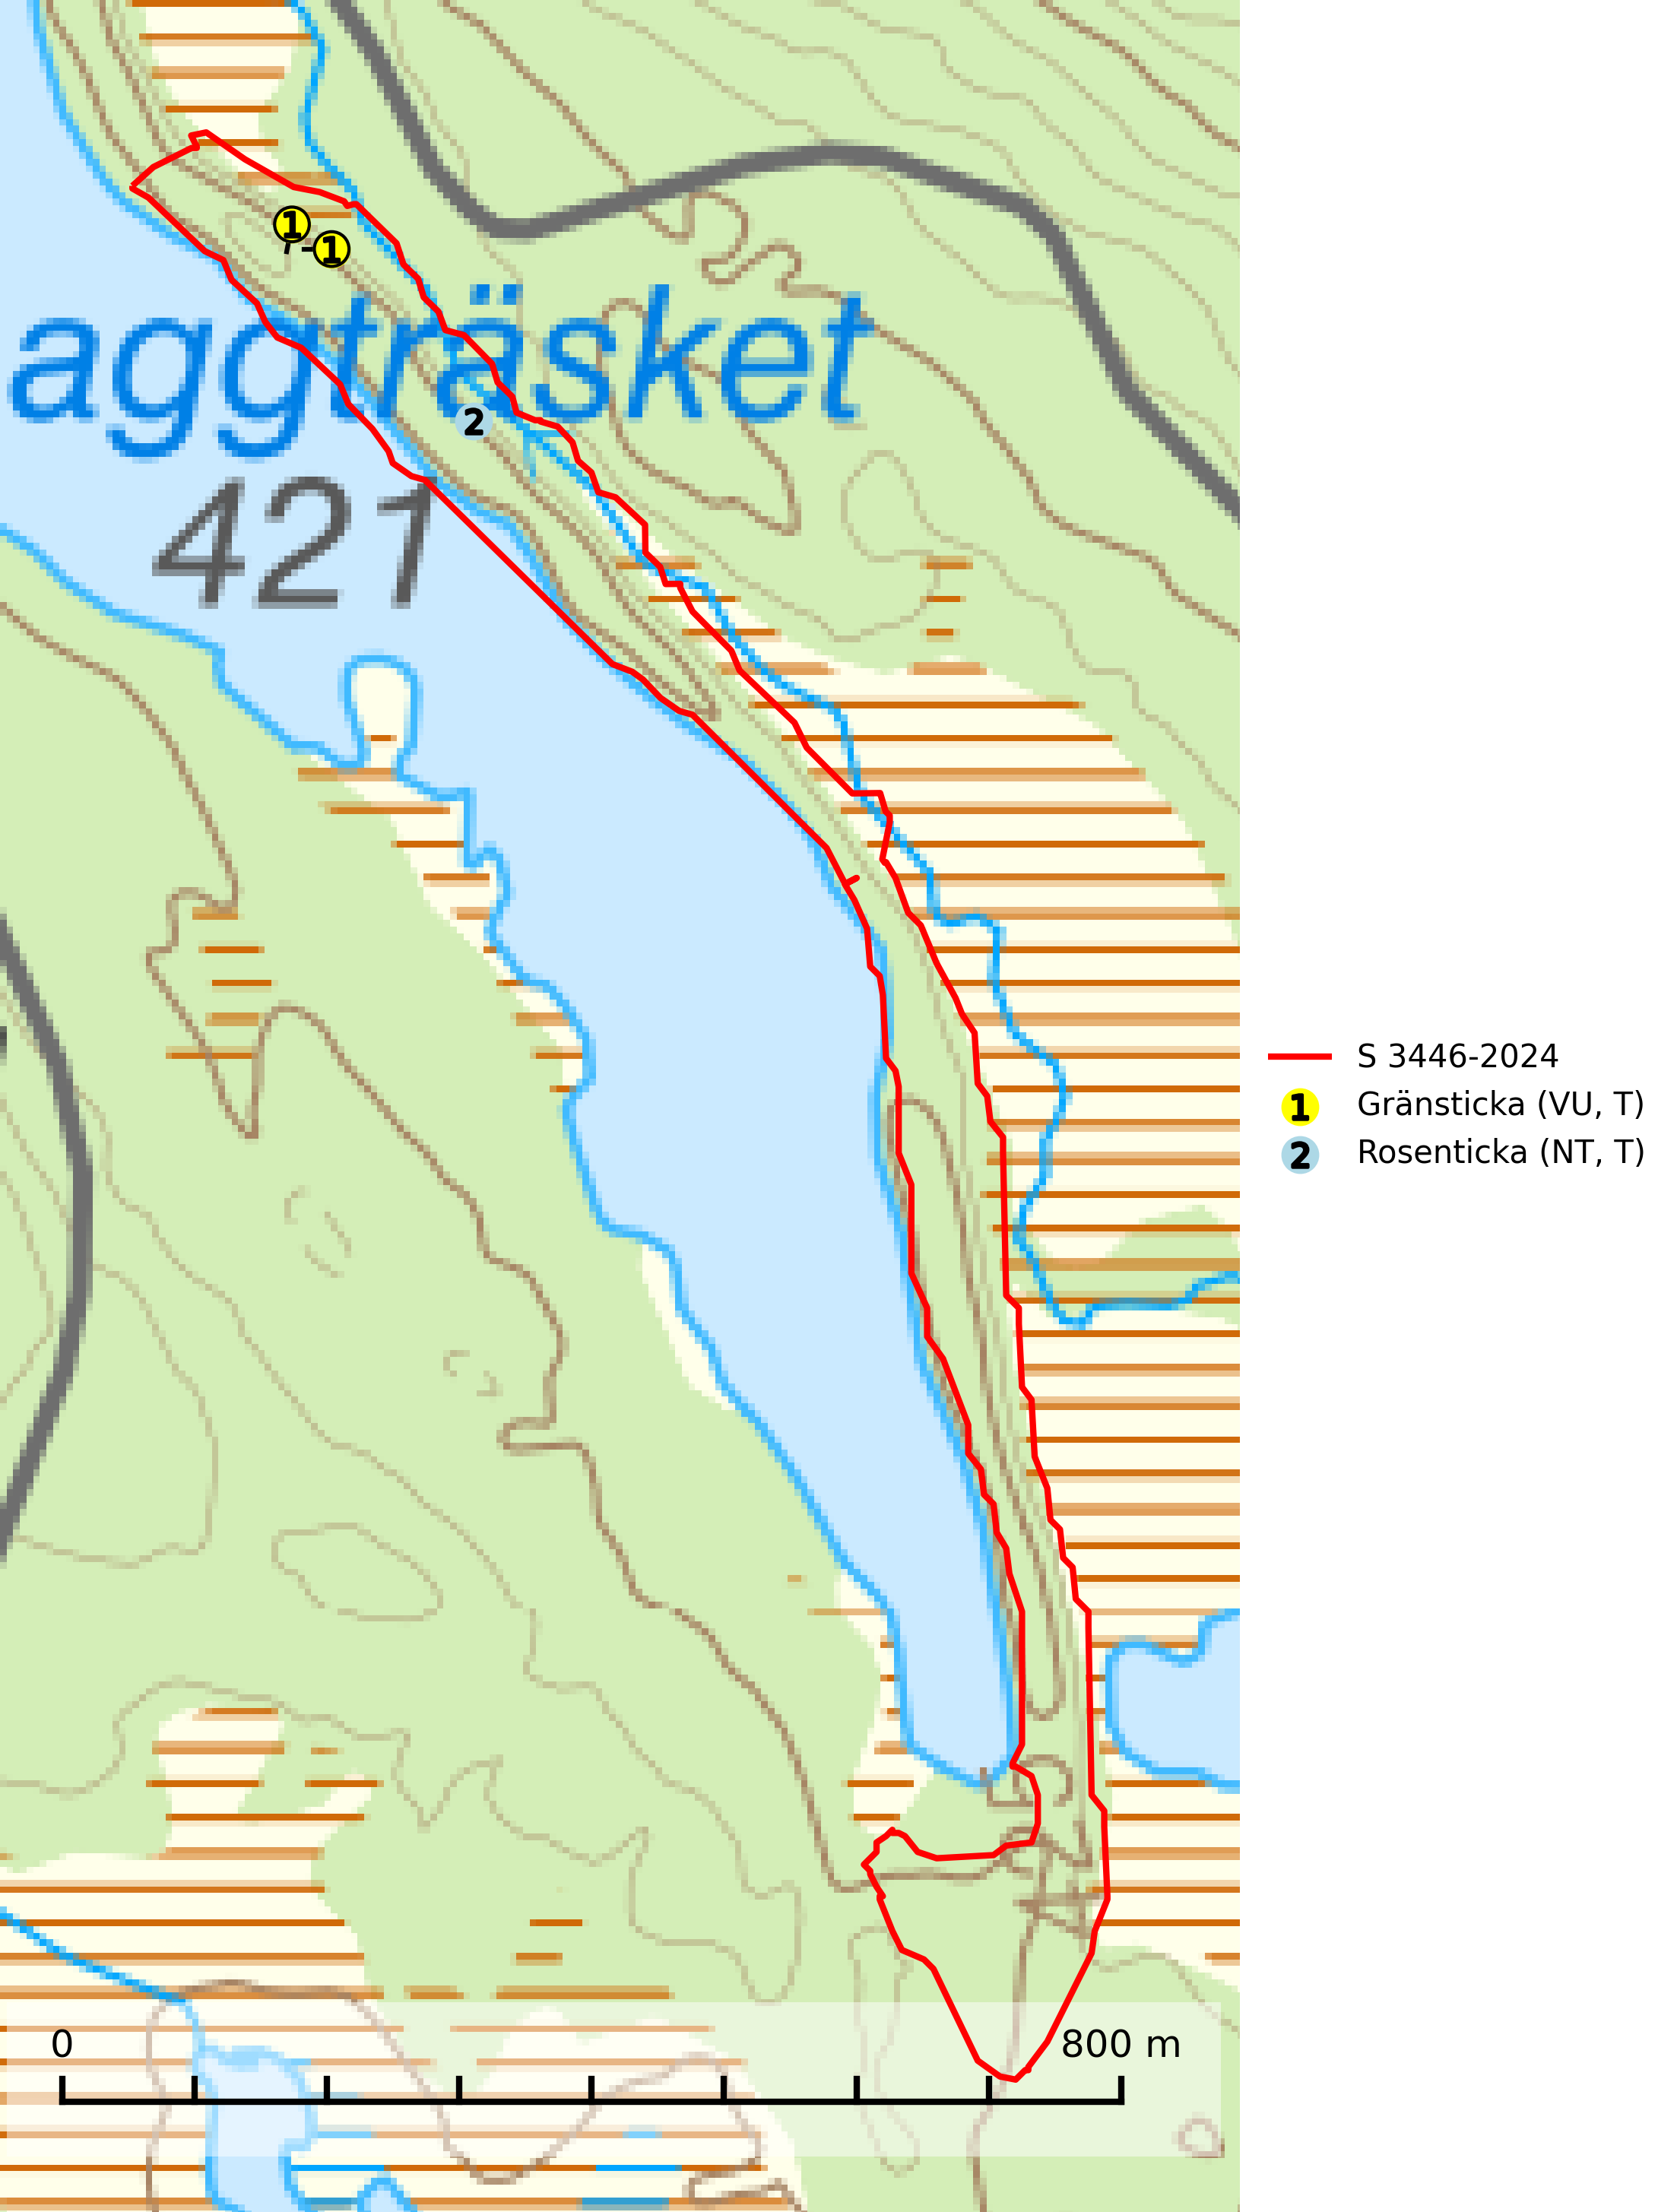 1
1
aggträsket
2
421
S 3446-2024
1 Gränsticka (VU, T)
2 Rosenticka (NT, T)
0 800 m